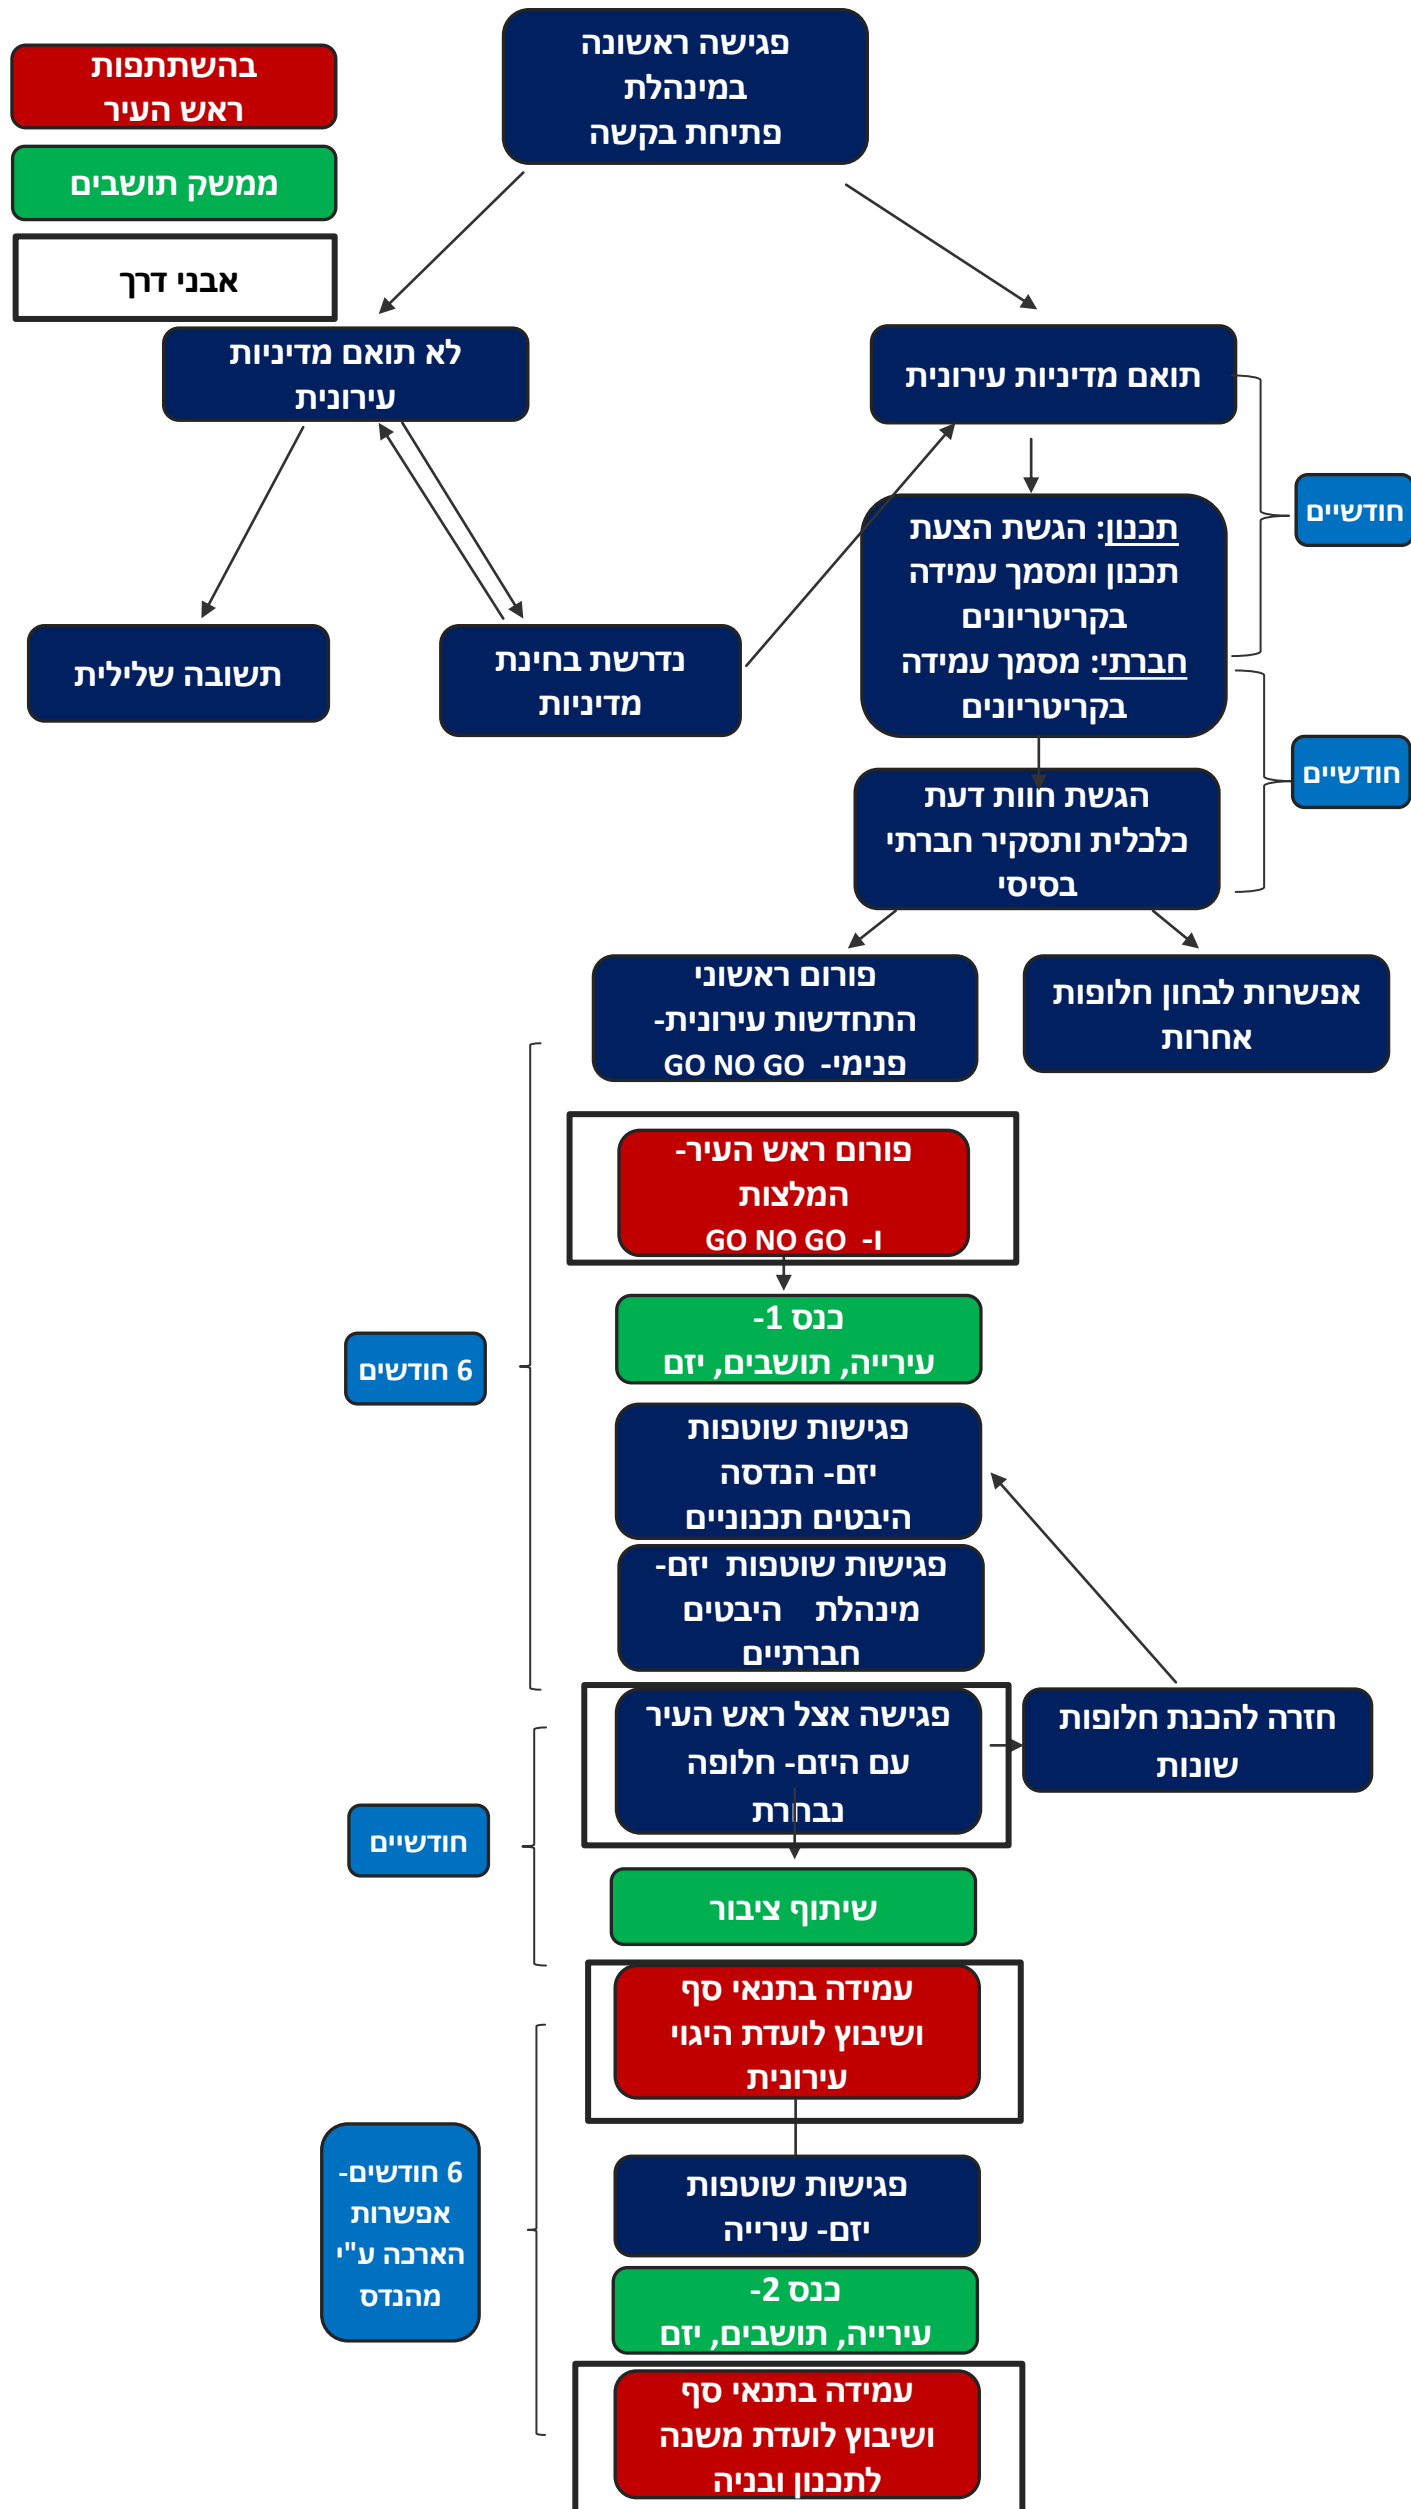 פגישה ראשונה
במינהלת
פתיחת בקשה
בהשתתפות
ראש העיר
ממשק תושבים
אבני דרך
תואם מדיניות עירונית
לא תואם מדיניות
עירונית
חודשיים
תכנון: הגשת הצעת
תכנון ומסמך עמידה
בקריטריונים
חברתי: מסמך עמידה
בקריטריונים
נדרשת בחינת
מדיניות
תשובה שלילית
חודשיים
הגשת חוות דעת
כלכלית ותסקיר חברתי
בסיסי
אפשרות לבחון חלופות
אחרות
פורום ראשוני
התחדשות עירונית-
פנימי- GO NO GO
פורום ראש העיר-
המלצות
ו- GO NO GO
כנס 1-
עירייה, תושבים, יזם
6 חודשים
פגישות שוטפות
יזם- הנדסה
היבטים תכנוניים
פגישות שוטפות יזם-
מינהלת היבטים
חברתיים
חזרה להכנת חלופות
שונות
פגישה אצל ראש העיר
עם היזם- חלופה
נבחרת
חודשיים
שיתוף ציבור
עמידה בתנאי סף
ושיבוץ לועדת היגוי
עירונית
פגישות שוטפות
יזם- עירייה
6 חודשים-
אפשרות
הארכה ע"י
מהנדס
כנס 2-
עירייה, תושבים, יזם
עמידה בתנאי סף
ושיבוץ לועדת משנה
לתכנון ובניה